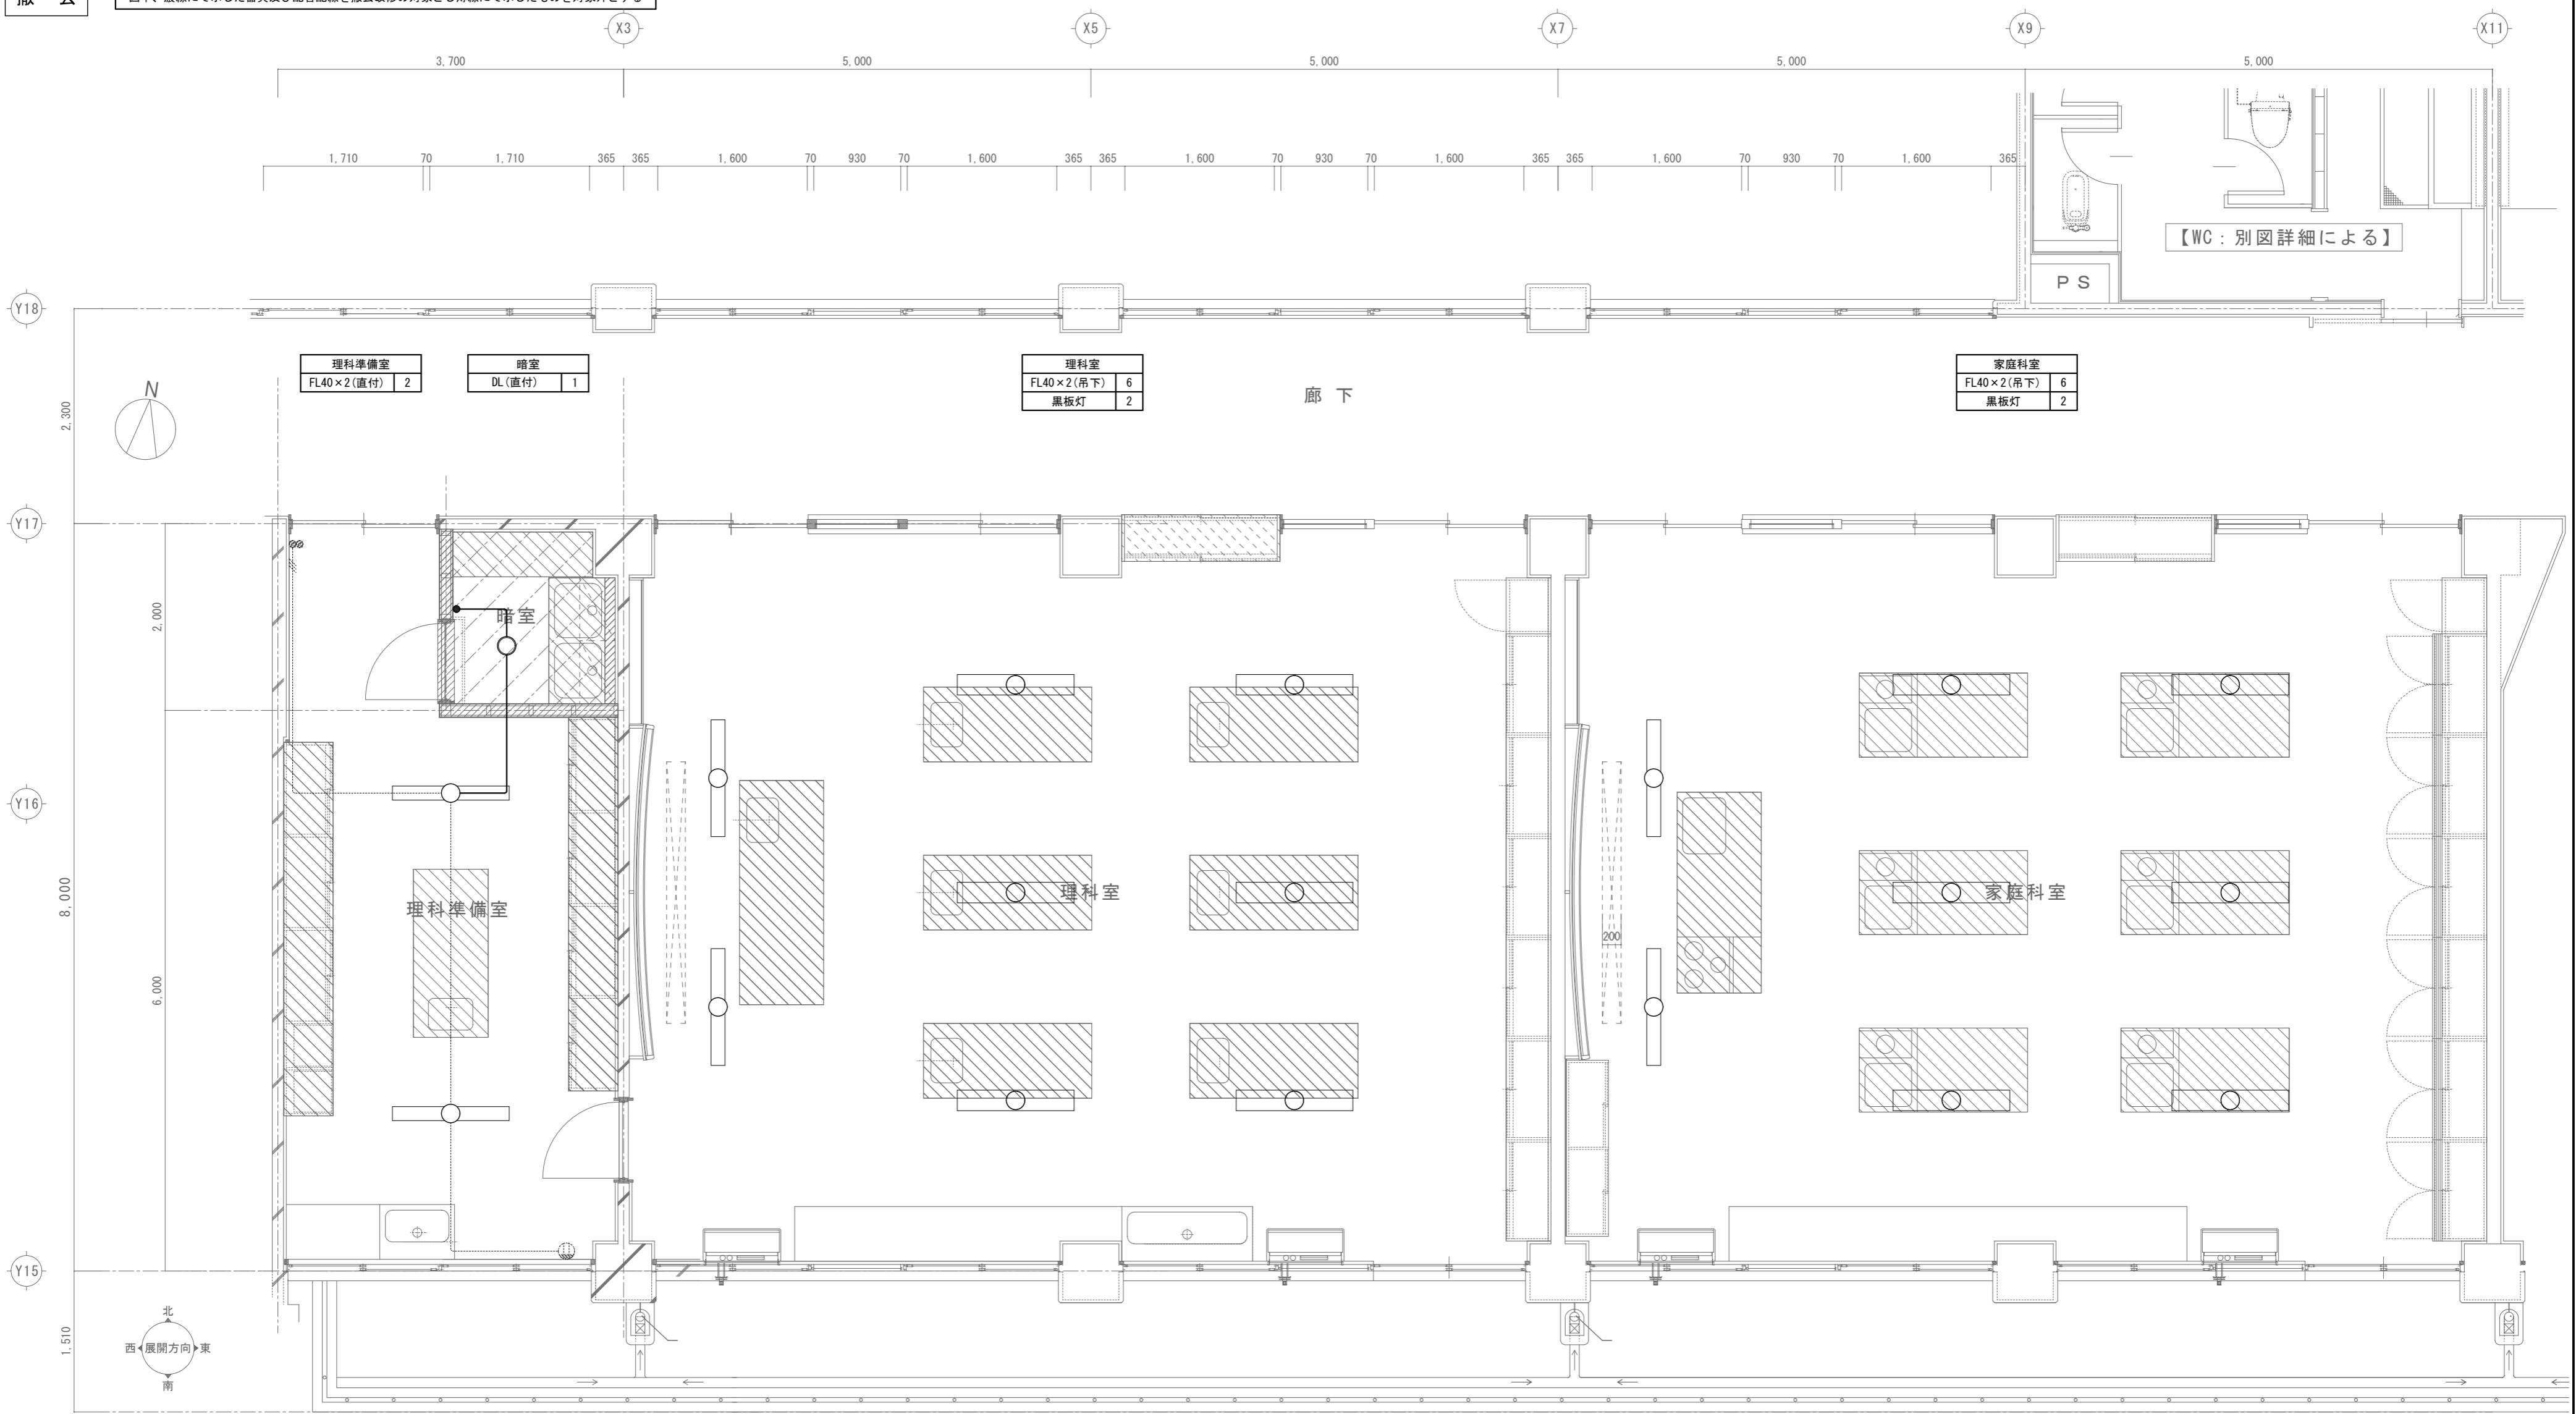 撤 去
X3
X5
X7
X9
X11
3,700
5,000
5,000
5,000
5,000
1,710
70
1,710
365
365
1,600
70
930
70
1,600
365
365
1,600
70
930
70
1,600
365
365
1,600
70
930
70
1,600
365
【WC：別図詳細による】
PS
Y18
理科準備室
FL40×2(直付) 2
暗室
DL(直付) 1
理科室
FL40×2(吊下) 6
黒板灯 2
家庭科室
FL40×2(吊下) 6
黒板灯 2
廊 下
N
2,300
Y17
暗室
2,000
Y16
8,000
理科準備室
理科室
家庭科室
200
6,000
Y15
1,510
北
西 展開方向 東
南